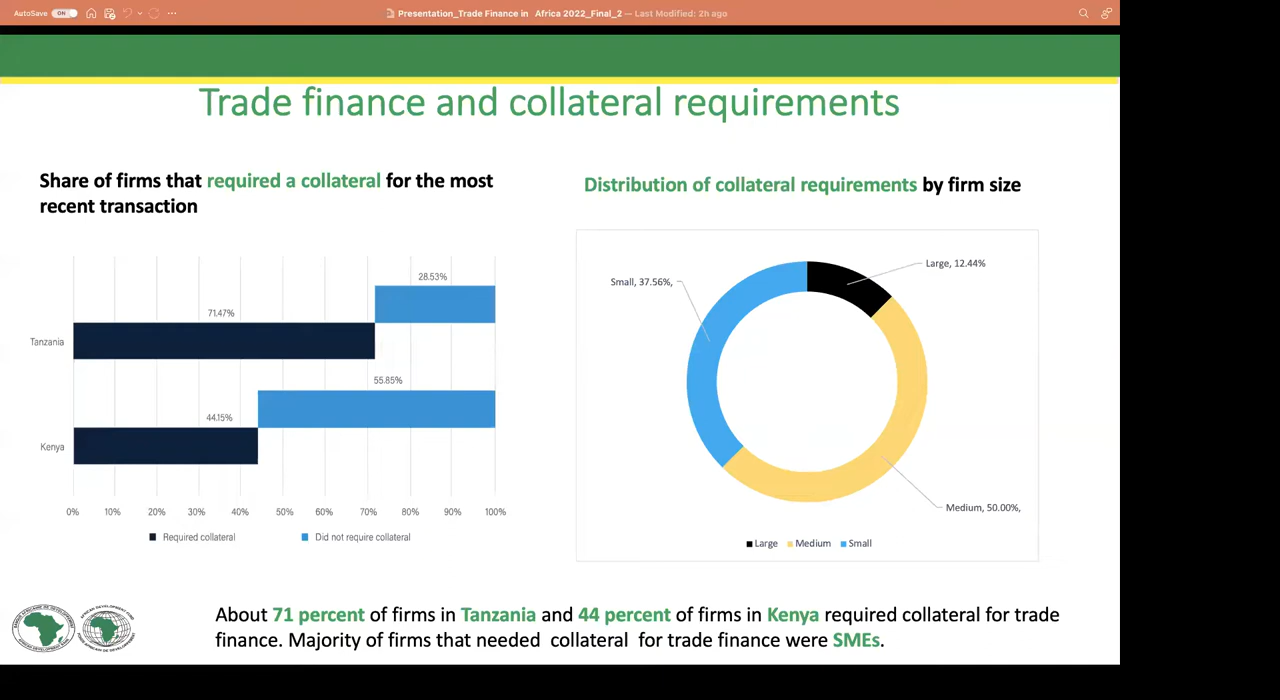 AutoSave ON
Presentation_Trade Finance in Africa 2022_Final_2 — Last Modified: 2h ago
Trade finance and collateral requirements
Share of firms that required a collateral for the most
recent transaction
Distribution of collateral requirements by firm size
28.53%
71.47%
Tanzania
55.85%
44.15%
Kenya
0% 10% 20% 30% 40% 50% 60% 70% 80% 90% 100%
Required collateral
Did not require collateral
Large, 12.44%
Small, 37.56%,
Medium, 50.00%,
Large Medium Small
About 71 percent of firms in Tanzania and 44 percent of firms in Kenya required collateral for trade
finance. Majority of firms that needed collateral for trade finance were SMEs.